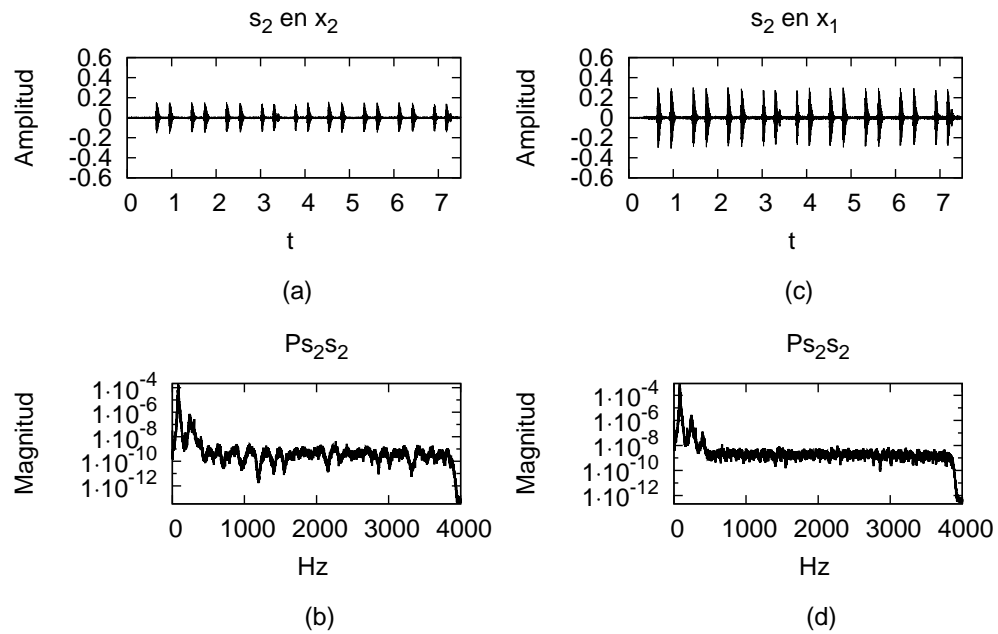 s₂ en x₂
Amplitud
0.6
0.4
0.2
0
-0.2
-0.4
-0.6
0 1 2 3 4 5 6 7
t
(a)
s₂ en x₁
Amplitud
0.6
0.4
0.2
0
-0.2
-0.4
-0.6
0 1 2 3 4 5 6 7
t
(c)
Ps₂s₂
Magnitud
1·10⁻⁴
1·10⁻⁶
1·10⁻⁸
1·10⁻¹⁰
1·10⁻¹²
0 1000 2000 3000 4000
Hz
(b)
Ps₂s₂
Magnitud
1·10⁻⁴
1·10⁻⁶
1·10⁻⁸
1·10⁻¹⁰
1·10⁻¹²
0 1000 2000 3000 4000
Hz
(d)